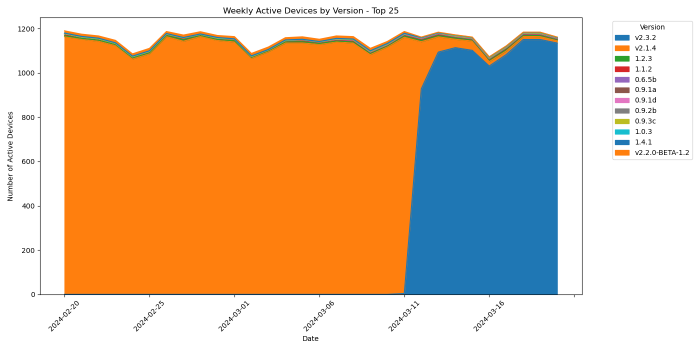 Weekly Active Devices by Version - Top 25
Number of Active Devices
1200
1000
800
600
400
200
0
2024-02-20
2024-02-25
2024-03-01
2024-03-06
2024-03-11
2024-03-16
Date
Version
v2.3.2
v2.1.4
1.2.3
1.1.2
0.6.5b
0.9.1a
0.9.1d
0.9.2b
0.9.3c
1.0.3
1.4.1
v2.2.0-BETA-1.2